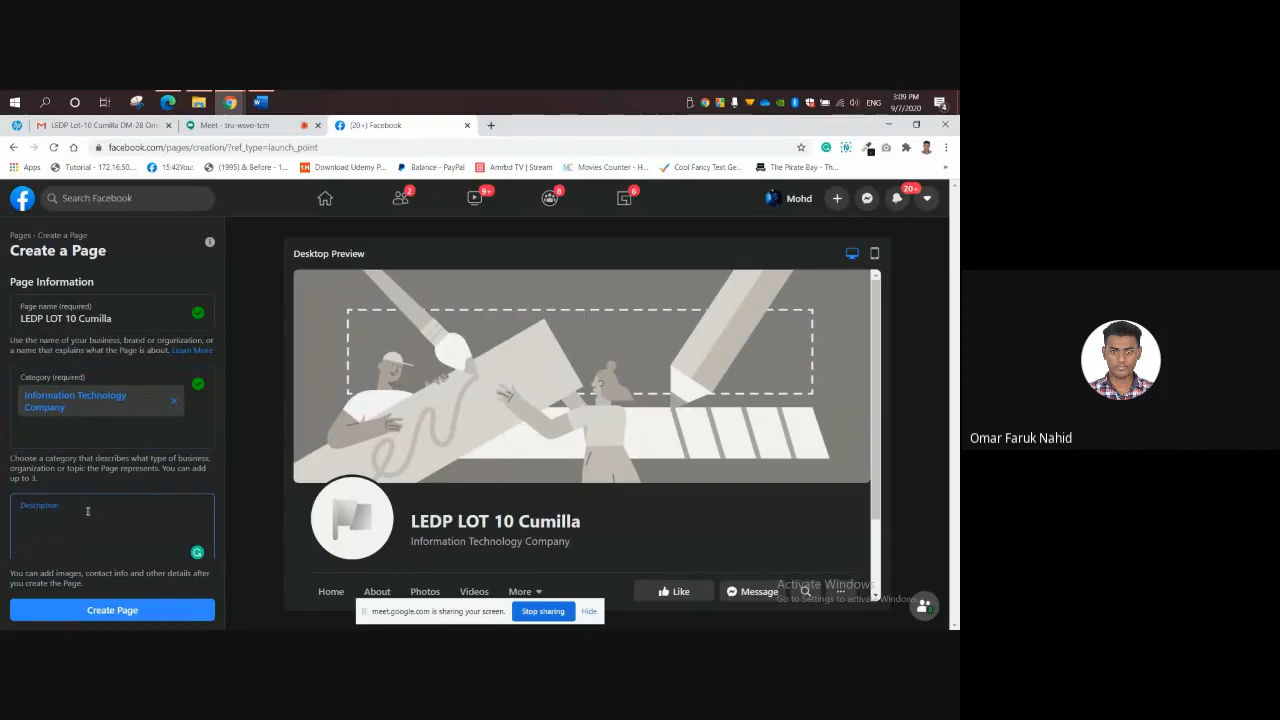 3:09 PM
ENG
9/7/2020
LEDP Lot-10 Cumilla DM-28 On
Meet - tru-wsvo-tcm
(20+) Facebook
facebook.com/pages/creation/?ref_type=launch_point
Apps
Tutorial - 172.16.50...
15:42You:
(1995) & Before - 1...
Download Udemy P...
Balance - PayPal
Amrbd TV | Stream
Movies Counter - H...
Cool Fancy Text Ge...
The Pirate Bay - Th...
Search Facebook
2
9+
6
6
Mohd
20+
Pages › Create a Page
Create a Page
Page Information
Page name (required)
LEDP LOT 10 Cumilla
Use the name of your business, brand or organization, or
a name that explains what the Page is about. Learn More
Category (required)
Information Technology
Company
Choose a category that describes what type of business,
organization or topic the Page represents. You can add
up to 3.
Description
You can add images, contact info and other details after
you create the Page.
Create Page
Desktop Preview
LEDP LOT 10 Cumilla
Information Technology Company
Home
About
Photos
Videos
More
Like
Message
Activate Windows
Go to Settings to activate Windows.
meet.google.com is sharing your screen.
Stop sharing
Hide
Omar Faruk Nahid